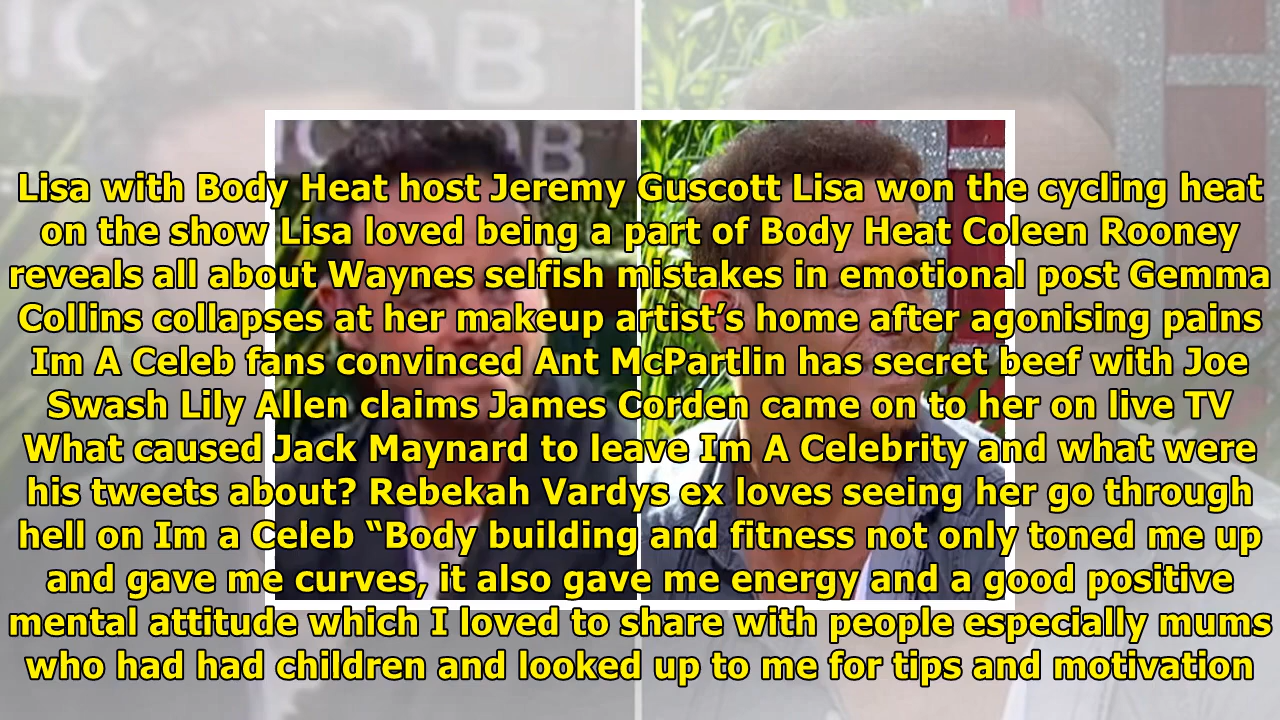 Lisa with Body Heat host Jeremy Guscott Lisa won the cycling heat
on the show Lisa loved being a part of Body Heat Coleen Rooney
reveals all about Waynes selfish mistakes in emotional post Gemma
Collins collapses at her makeup artist’s home after agonising pains
Im A Celeb fans convinced Ant McPartlin has secret beef with Joe
Swash Lily Allen claims James Corden came on to her on live TV
What caused Jack Maynard to leave Im A Celebrity and what were
his tweets about? Rebekah Vardys ex loves seeing her go through
hell on Im a Celeb “Body building and fitness not only toned me up
and gave me curves, it also gave me energy and a good positive
mental attitude which I loved to share with people especially mums
who had had children and looked up to me for tips and motivation